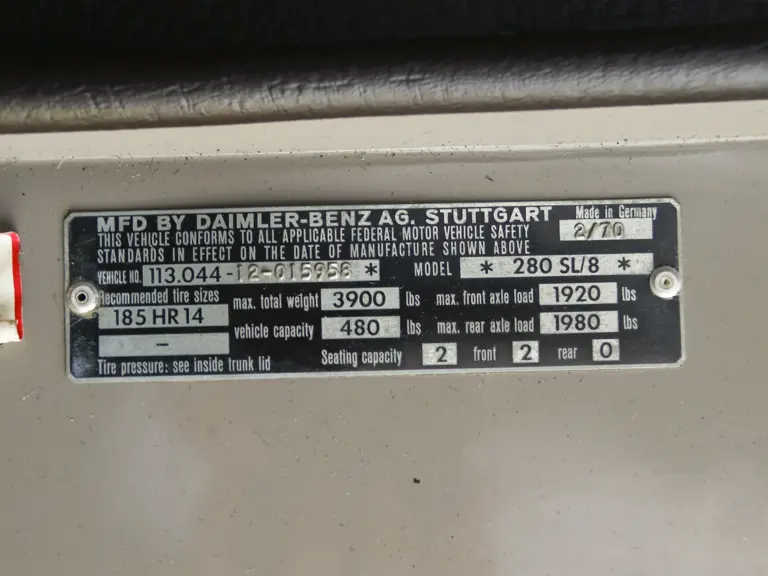 MFD BY DAIMLER-BENZ AG. STUTTGART Made in Germany
THIS VEHICLE CONFORMS TO ALL APPLICABLE FEDERAL MOTOR VEHICLE SAFETY 2/70
STANDARDS IN EFFECT ON THE DATE OF MANUFACTURE SHOWN ABOVE
VEHICLE NO. 113.044-12-015958 * MODEL * 280 SL/8 *
Recommended tire sizes max. total weight 3900 lbs max. front axle load 1920 lbs
185 HR 14 vehicle capacity 480 lbs max. rear axle load 1980 lbs
– Seating capacity 2 front 2 rear 0
Tire pressure: see inside trunk lid